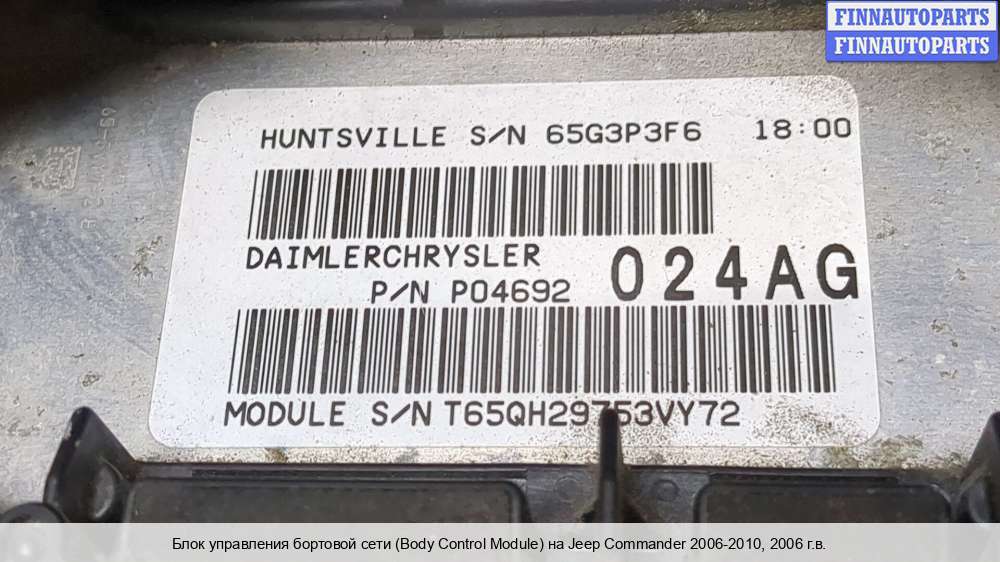 FINNAUTOPARTS
FINNAUTOPARTS
HUNTSVILLE S/N 65G3P3F6 18:00
DAIMLERCHRYSLER
P/N P04692 024AG
MODULE S/N T65QH29753VY72
Блок управления бортовой сети (Body Control Module) на Jeep Commander 2006-2010, 2006 г.в.